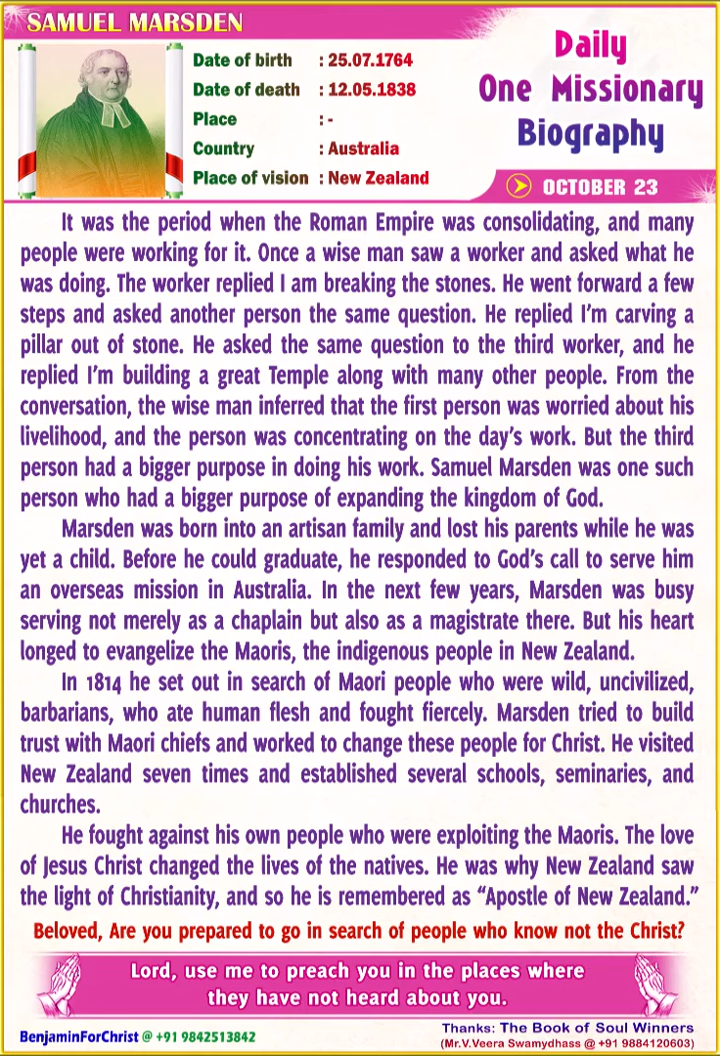 SAMUEL MARSDEN
Date of birth : 25.07.1764
Date of death : 12.05.1838
Place : -
Country : Australia
Place of vision : New Zealand
Daily
One Missionary
Biography
OCTOBER 23
It was the period when the Roman Empire was consolidating, and many
people were working for it. Once a wise man saw a worker and asked what he
was doing. The worker replied I am breaking the stones. He went forward a few
steps and asked another person the same question. He replied I'm carving a
pillar out of stone. He asked the same question to the third worker, and he
replied I'm building a great Temple along with many other people. From the
conversation, the wise man inferred that the first person was worried about his
livelihood, and the person was concentrating on the day's work. But the third
person had a bigger purpose in doing his work. Samuel Marsden was one such
person who had a bigger purpose of expanding the kingdom of God.
Marsden was born into an artisan family and lost his parents while he was
yet a child. Before he could graduate, he responded to God's call to serve him
an overseas mission in Australia. In the next few years, Marsden was busy
serving not merely as a chaplain but also as a magistrate there. But his heart
longed to evangelize the Maoris, the indigenous people in New Zealand.
In 1814 he set out in search of Maori people who were wild, uncivilized,
barbarians, who ate human flesh and fought fiercely. Marsden tried to build
trust with Maori chiefs and worked to change these people for Christ. He visited
New Zealand seven times and established several schools, seminaries, and
churches.
He fought against his own people who were exploiting the Maoris. The love
of Jesus Christ changed the lives of the natives. He was why New Zealand saw
the light of Christianity, and so he is remembered as “Apostle of New Zealand.”
Beloved, Are you prepared to go in search of people who know not the Christ?
Lord, use me to preach you in the places where
they have not heard about you.
BenjaminForChrist @ +91 9842513842
Thanks: The Book of Soul Winners
(Mr.V.Veera Swamydhass @ +91 9884120603)